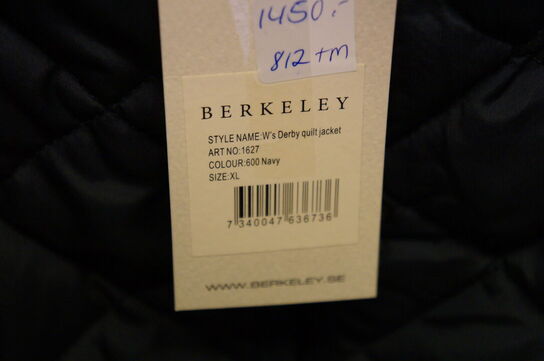 1450.-
812 +m
BERKELEY
STYLE NAME:W's Derby quilt jacket
ART NO:1627
COLOUR:600 Navy
SIZE:XL
7 340047 636736
WWW.BERKELEY.SE